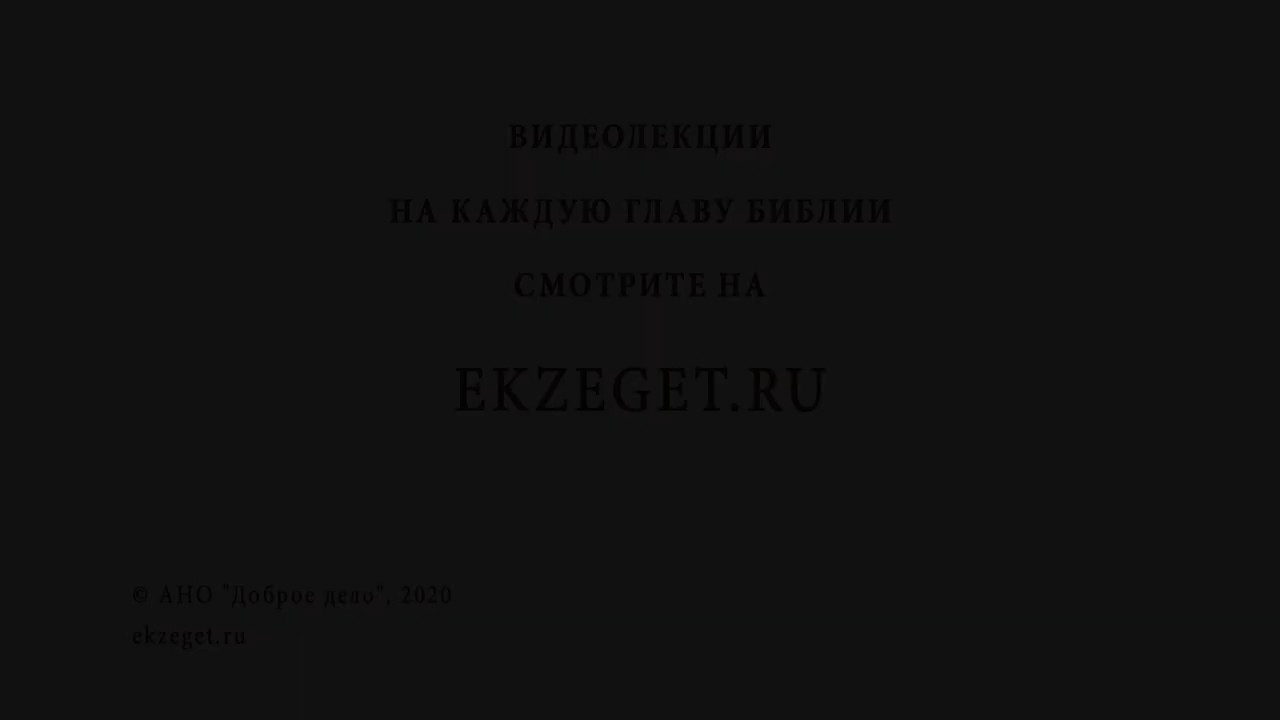 ВИДЕОЛЕКЦИИ
НА КАЖДУЮ ГЛАВУ БИБЛИИ
СМОТРИТЕ НА
EKZEGET.RU
© АНО "Доброе дело", 2020
ekzeget.ru